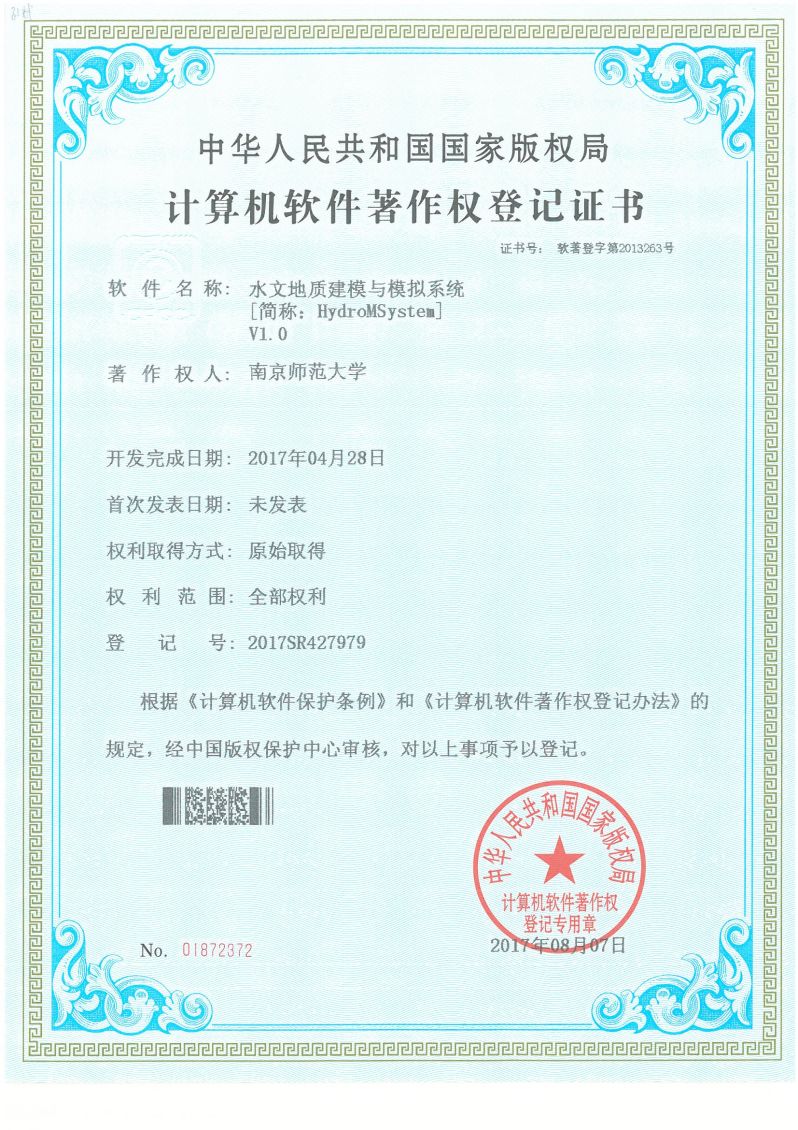 中华人民共和国国家版权局
计算机软件著作权登记证书
证书号： 软著登字第2013263号
软件名称： 水文地质建模与模拟系统
[简称：HydroMSystem]
V1.0
著作权人： 南京师范大学
开发完成日期： 2017年04月28日
首次发表日期： 未发表
权利取得方式： 原始取得
权利范围： 全部权利
登记号： 2017SR427979
根据《计算机软件保护条例》和《计算机软件著作权登记办法》的
规定，经中国版权保护中心审核，对以上事项予以登记。
中华人民共和国国家版权局
计算机软件著作权
登记专用章
2017年08月07日
No. 01872372